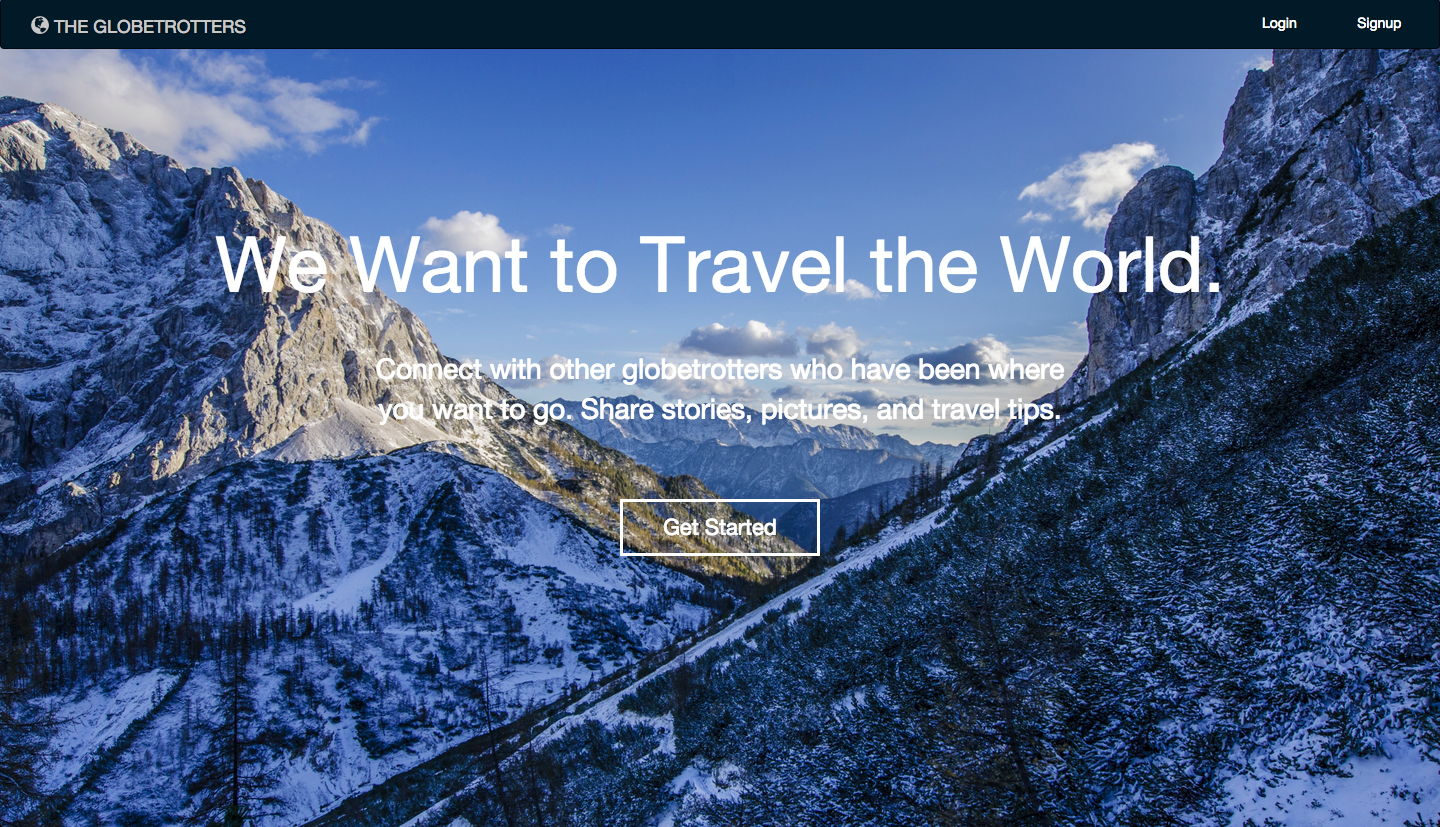 THE GLOBETROTTERS
Login
Signup
We Want to Travel the World.
Connect with other globetrotters who have been where
you want to go. Share stories, pictures, and travel tips.
Get Started